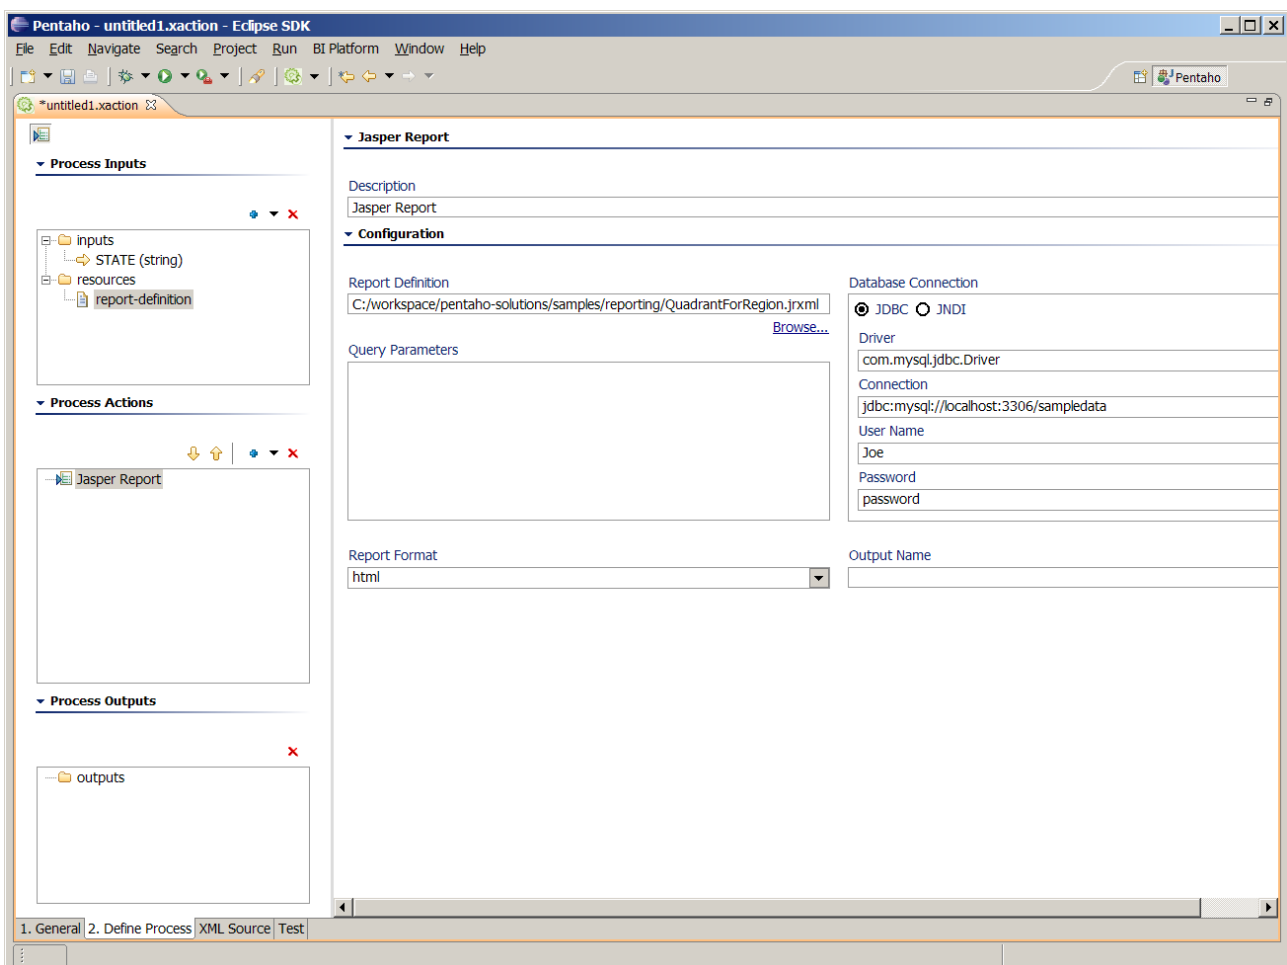 Pentaho - untitled1.xaction - Eclipse SDK
File Edit Navigate Search Project Run BI Platform Window Help
Pentaho
*untitled1.xaction
Process Inputs
inputs
STATE (string)
resources
report-definition
Process Actions
Jasper Report
Process Outputs
outputs
Jasper Report
Description
Jasper Report
Configuration
Report Definition
C:/workspace/pentaho-solutions/samples/reporting/QuadrantForRegion.jrxml
Browse...
Query Parameters
Report Format
html
Database Connection
JDBC JNDI
Driver
com.mysql.jdbc.Driver
Connection
jdbc:mysql://localhost:3306/sampledata
User Name
Joe
Password
password
Output Name
1. General 2. Define Process XML Source Test